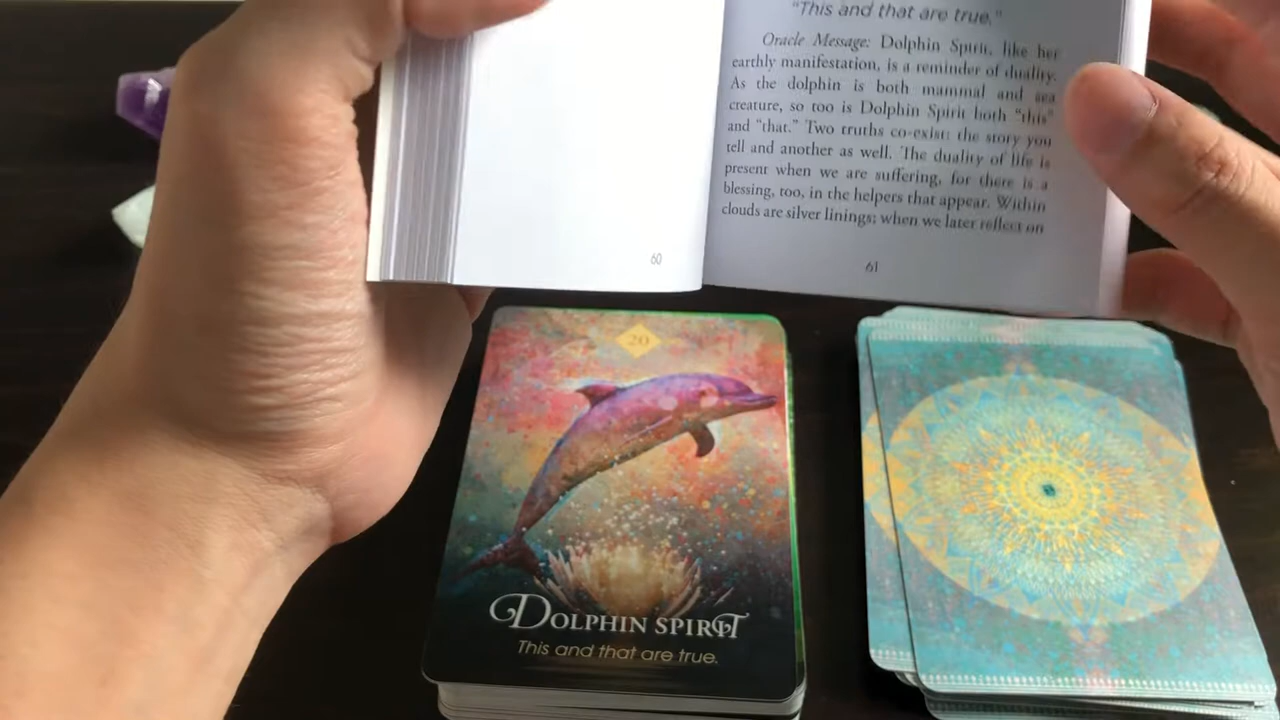 "This and that are true."
Oracle Message: Dolphin Spirit, like her
earthly manifestation, is a reminder of duality.
As the dolphin is both mammal and sea
creature, so too is Dolphin Spirit both "this"
and "that." Two truths co-exist: the story you
tell and another as well. The duality of life is
present when we are suffering, for there is a
blessing, too, in the helpers that appear. Within
clouds are silver linings; when we later reflect on
60
61
20
DOLPHIN SPIRIT
This and that are true.